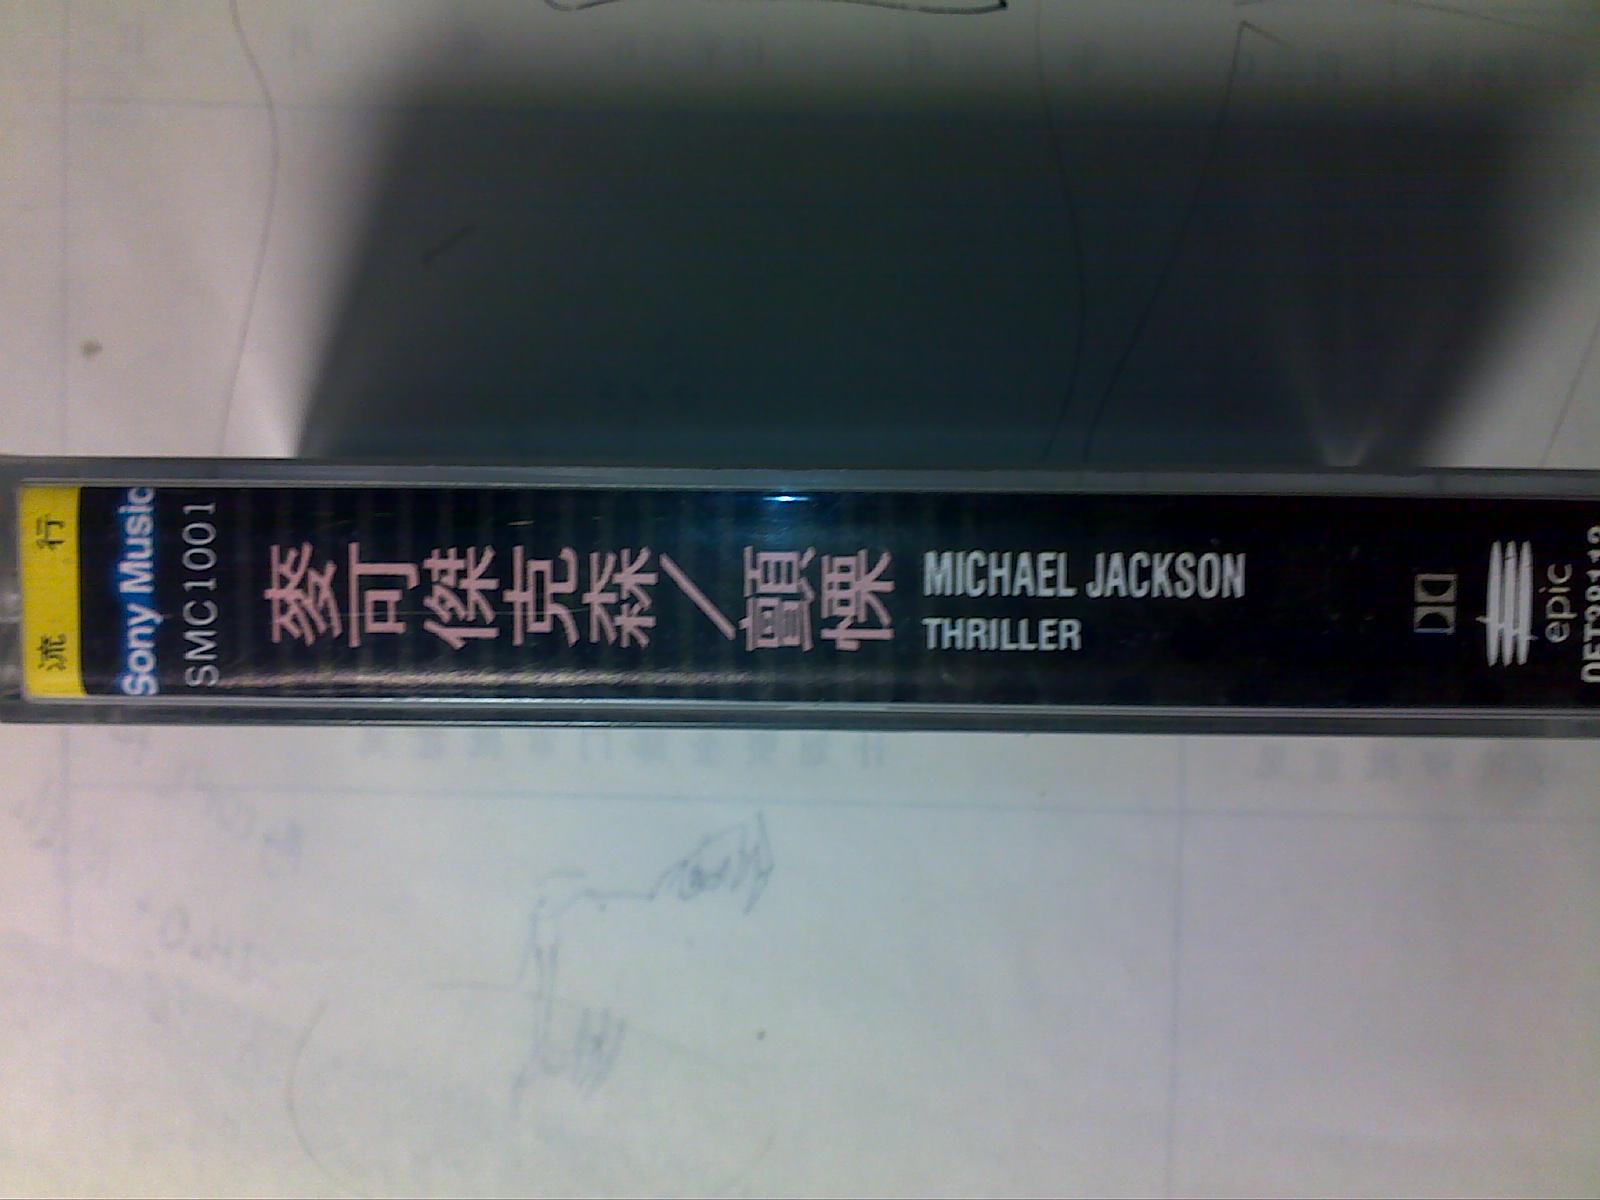 流行
Sony Music
SMC1001
麥可傑克森／顫慄
MICHAEL JACKSON
THRILLER
epic